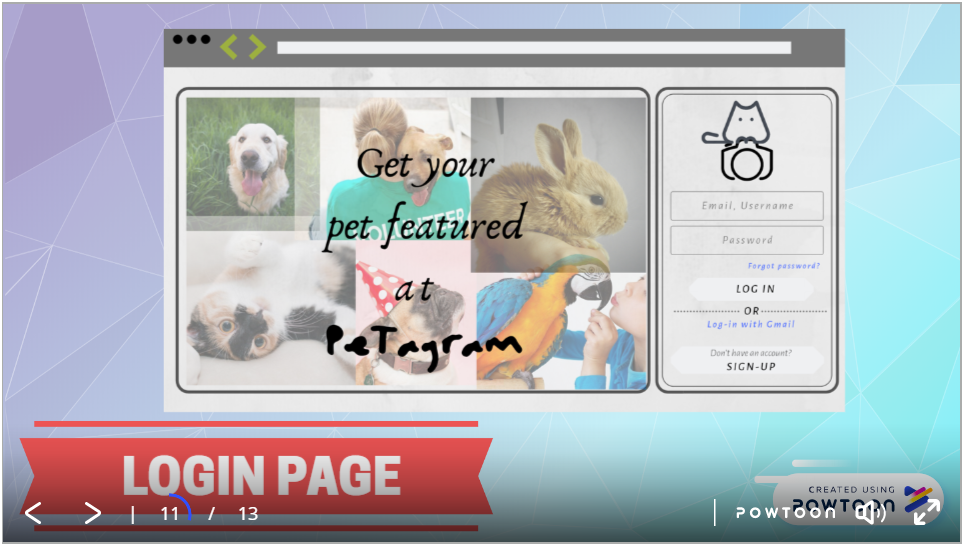 Get your
pet featured
at
PeTagram
VOLUNTEER
Email, Username
Password
Forgot password?
LOG IN
OR
Log-in with Gmail
Don't have an account?
SIGN-UP
LOGIN PAGE
CREATED USING
POWTOON
11 / 13
POWTOON